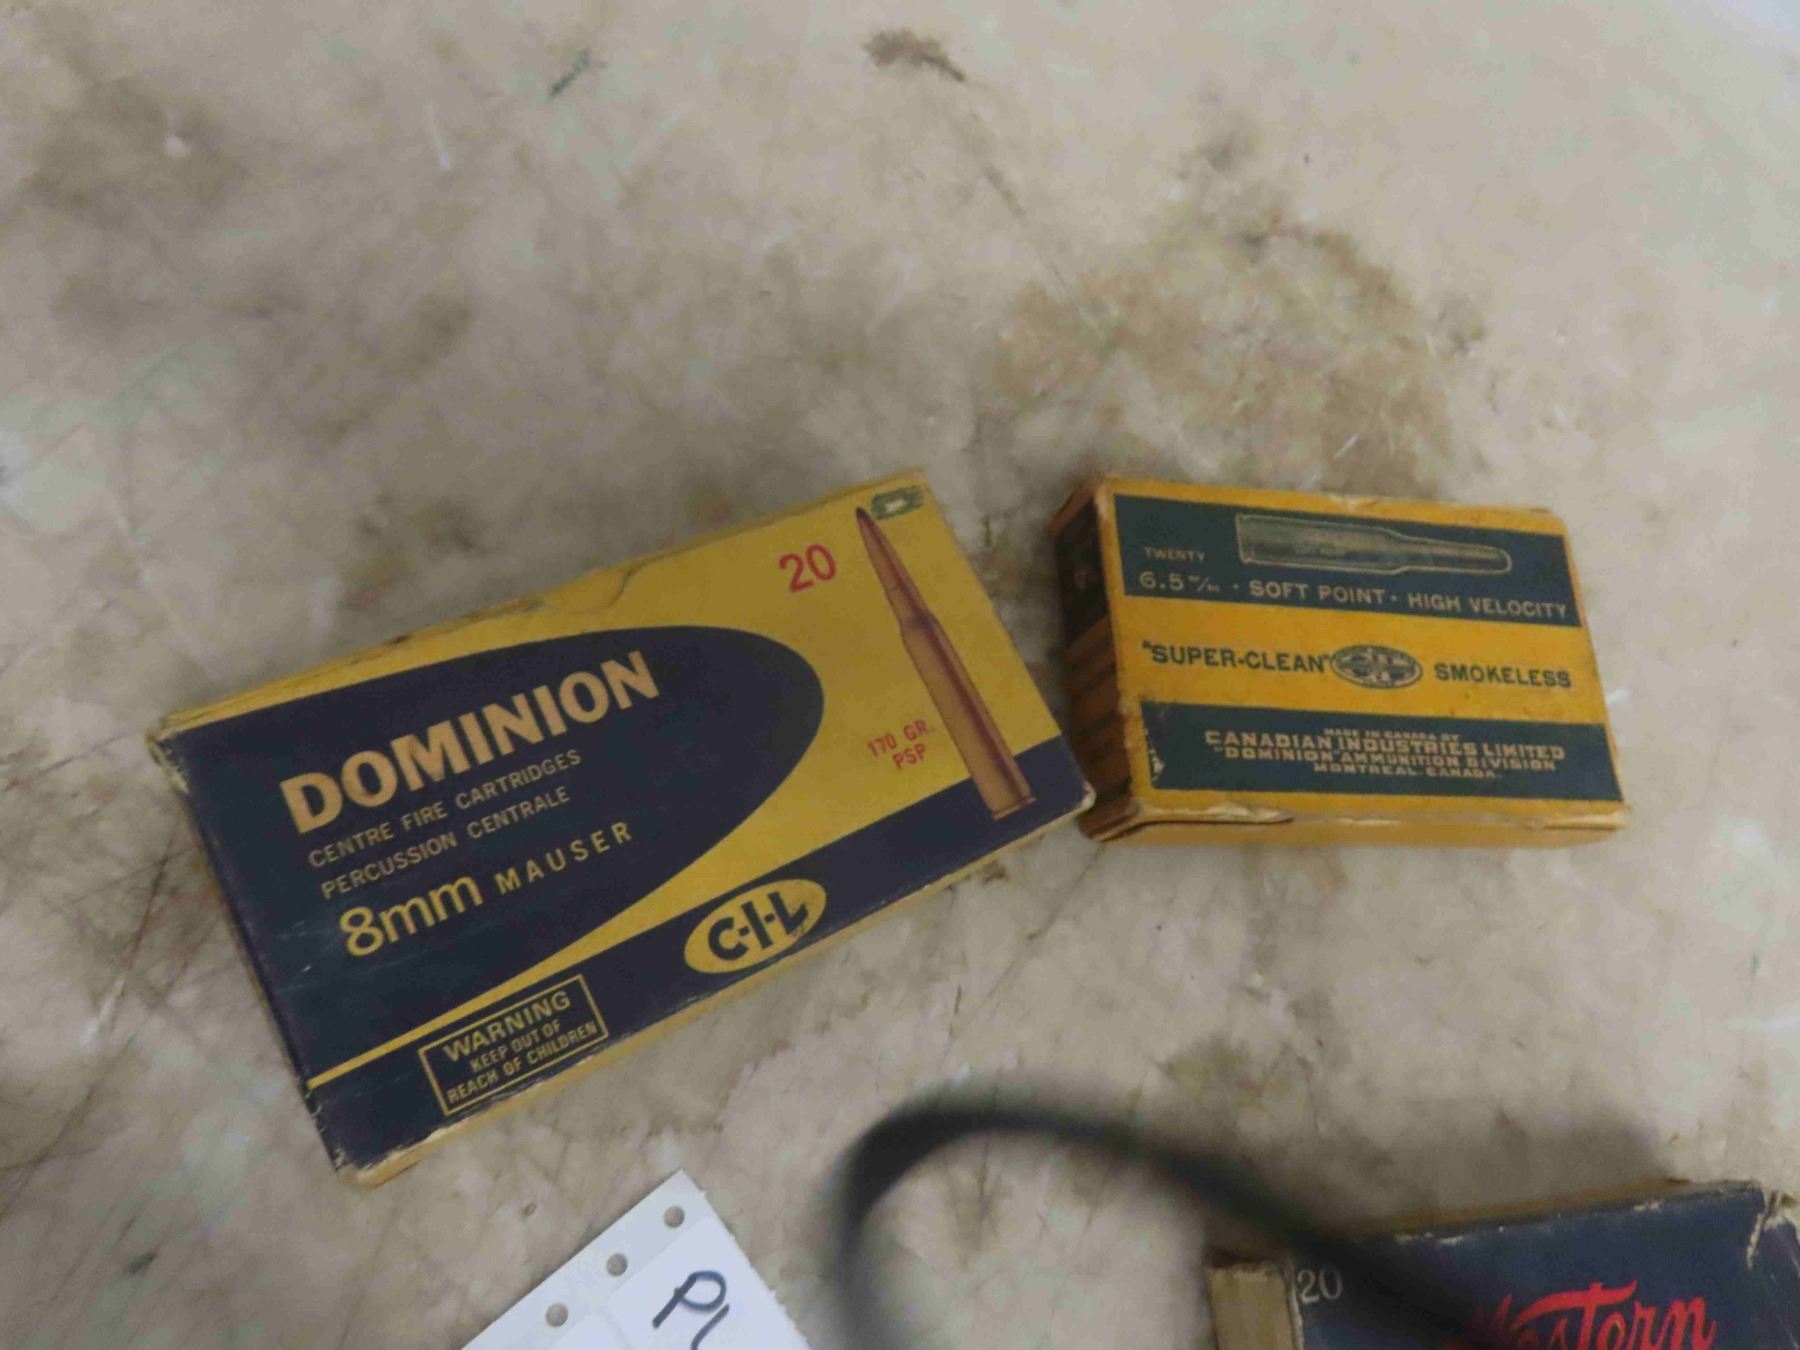 DOMINION
CENTRE FIRE CARTRIDGES
PERCUSSION CENTRALE
8mm MAUSER
20
170 GR.
PSP
C-I-L
WARNING
KEEP OUT OF
REACH OF CHILDREN
TWENTY
6.5 m/m · SOFT POINT · HIGH VELOCITY
"SUPER-CLEAN" SMOKELESS
MADE IN CANADA BY
CANADIAN INDUSTRIES LIMITED
"DOMINION" AMMUNITION DIVISION
MONTREAL, CANADA.
20
Western